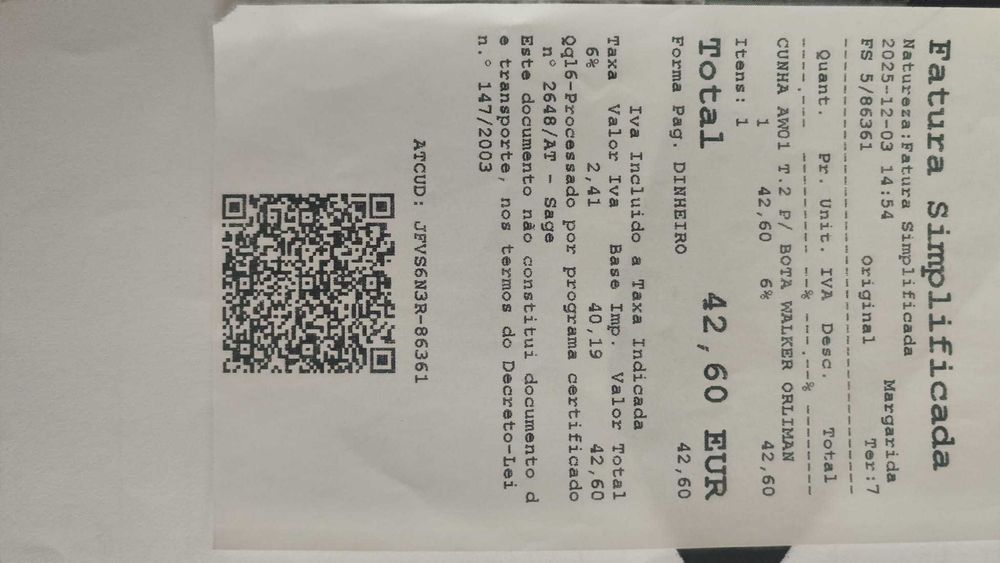 Fatura Simplificada
Natureza:Fatura Simplificada
2025-12-03 14:54 Margarida
FS 5/86361 Original Ter:7
----------------------------------------
Quant. Pr. Unit. IVA Desc. Total
----.--- --------- --% ---.--% --------
CUNHA AW01 T.2 P/ BOTA WALKER ORLIMAN
1 42,60 6% 42,60
Itens: 1
Total 42,60 EUR
Forma Pag. DINHEIRO 42,60
Iva Incluido a Taxa Indicada
Taxa Valor Iva Base Imp. Valor Total
6% 2,41 40,19 42,60
Qql6-Processado por programa certificado
nº 2648/AT - Sage
Este documento não constitui documento d
e transporte, nos termos do Decreto-Lei
n.º 147/2003
ATCUD: JFVS6N3R-86361